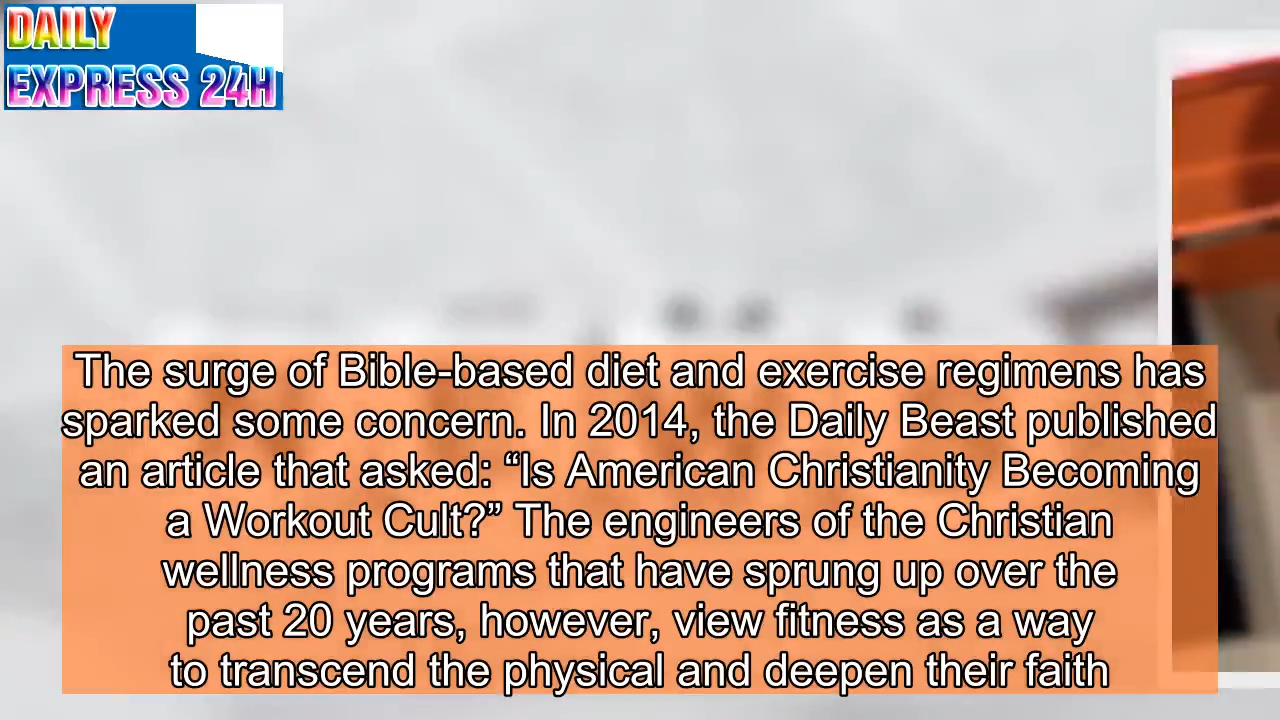 DAILY
EXPRESS 24H
The surge of Bible-based diet and exercise regimens has
sparked some concern. In 2014, the Daily Beast published
an article that asked: “Is American Christianity Becoming
a Workout Cult?” The engineers of the Christian
wellness programs that have sprung up over the
past 20 years, however, view fitness as a way
to transcend the physical and deepen their faith